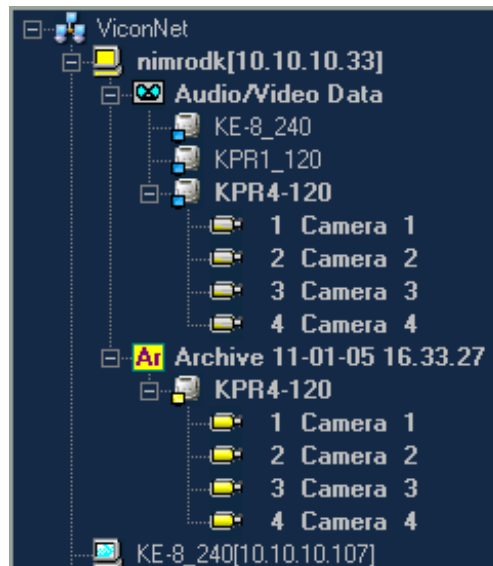 ViconNet
nimrodk[10.10.10.33]
Audio/Video Data
KE-8_240
KPR1_120
KPR4-120
1 Camera 1
2 Camera 2
3 Camera 3
4 Camera 4
Ar Archive 11-01-05 16.33.27
KPR4-120
1 Camera 1
2 Camera 2
3 Camera 3
4 Camera 4
KE-8_240[10.10.10.107]